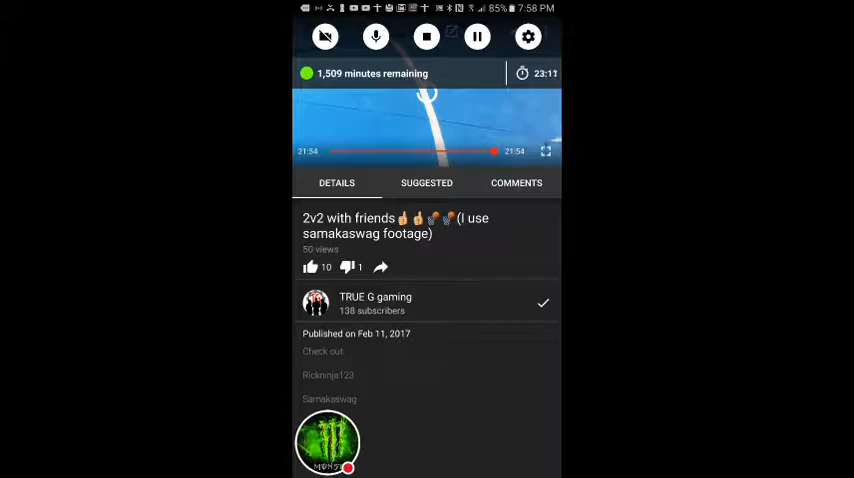 85% 7:58 PM
1,509 minutes remaining
23:11
21:54
21:54
DETAILS
SUGGESTED
COMMENTS
2v2 with friends☝🏼☝🏼🏀🏀(I use
samakaswag footage)
50 views
10
1
TRUE G gaming
138 subscribers
Published on Feb 11, 2017
Check out
Rickninja123
Samakaswag